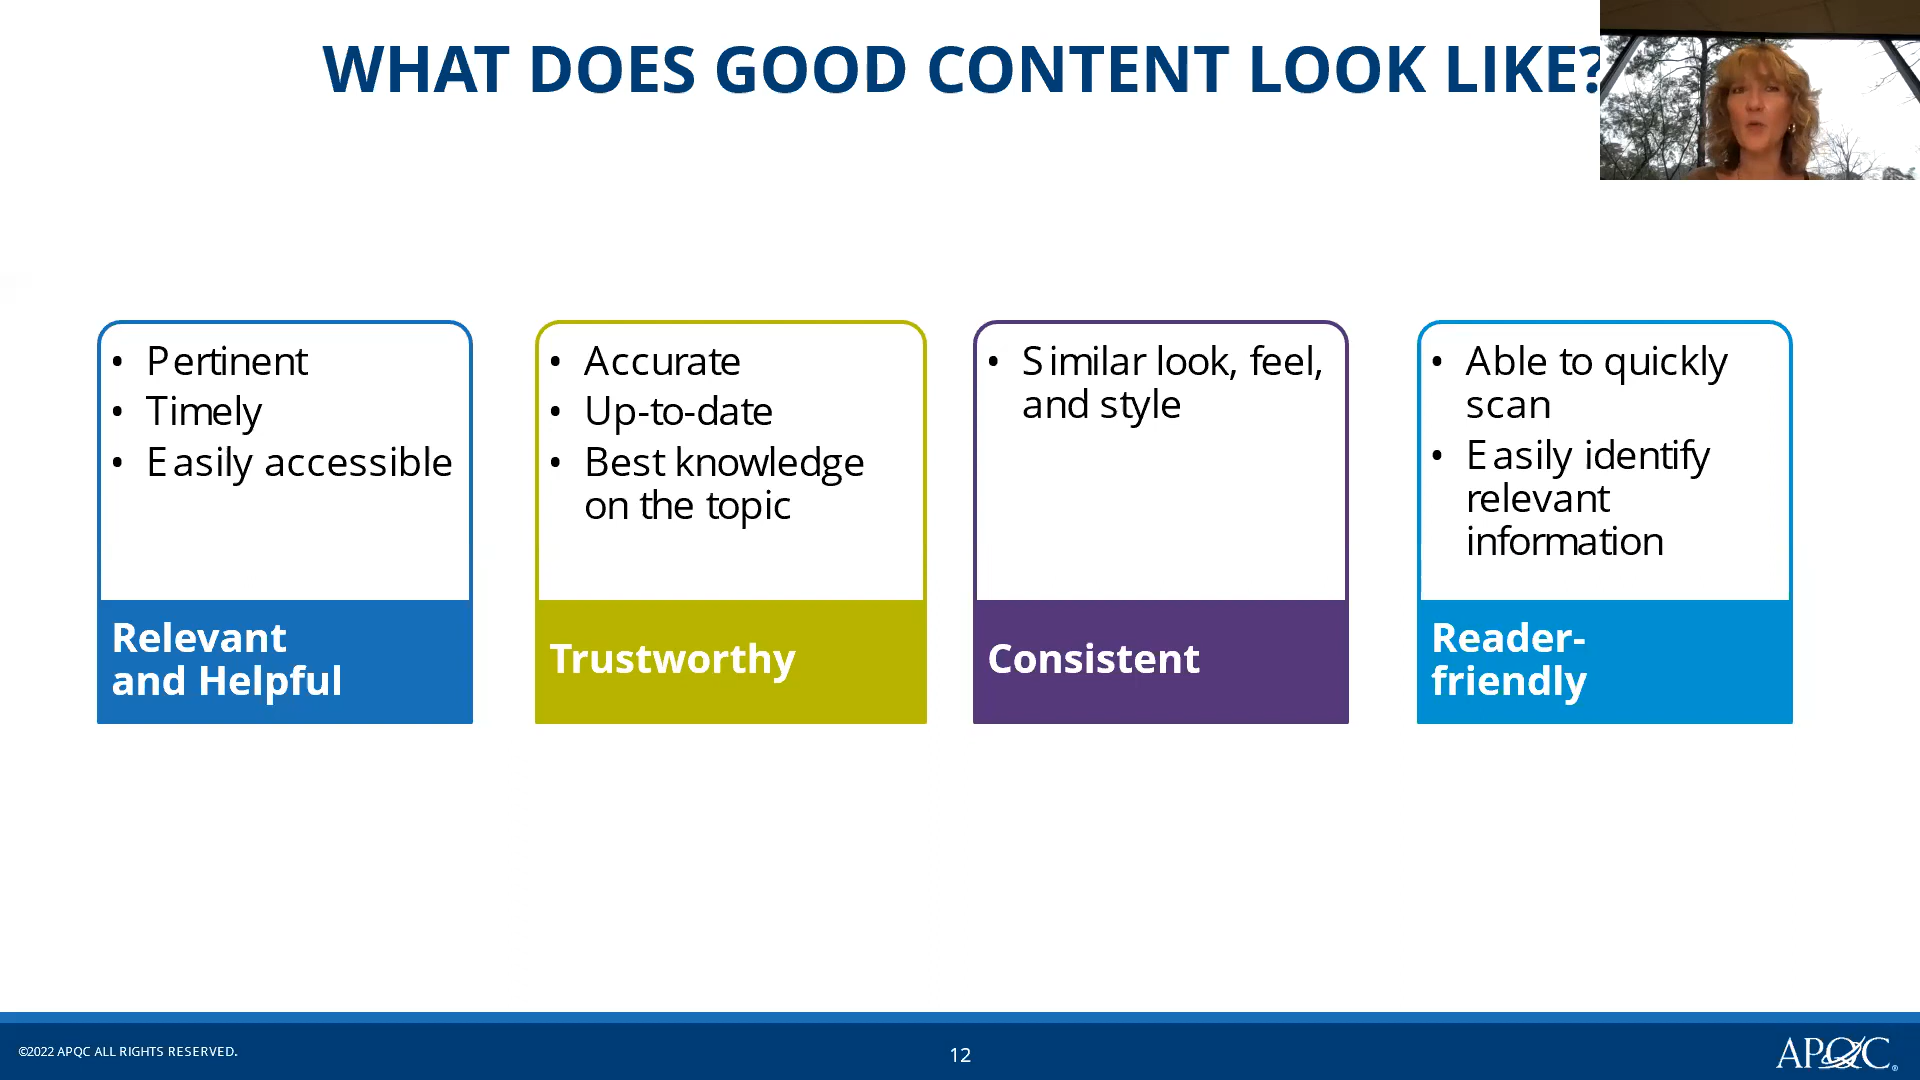 WHAT DOES GOOD CONTENT LOOK LIKE?
• Pertinent
• Timely
• Easily accessible
Relevant
and Helpful
• Accurate
• Up-to-date
• Best knowledge
on the topic
Trustworthy
• Similar look, feel,
and style
Consistent
• Able to quickly
scan
• Easily identify
relevant
information
Reader-
friendly
©2022 APQC ALL RIGHTS RESERVED.
12
APQC®